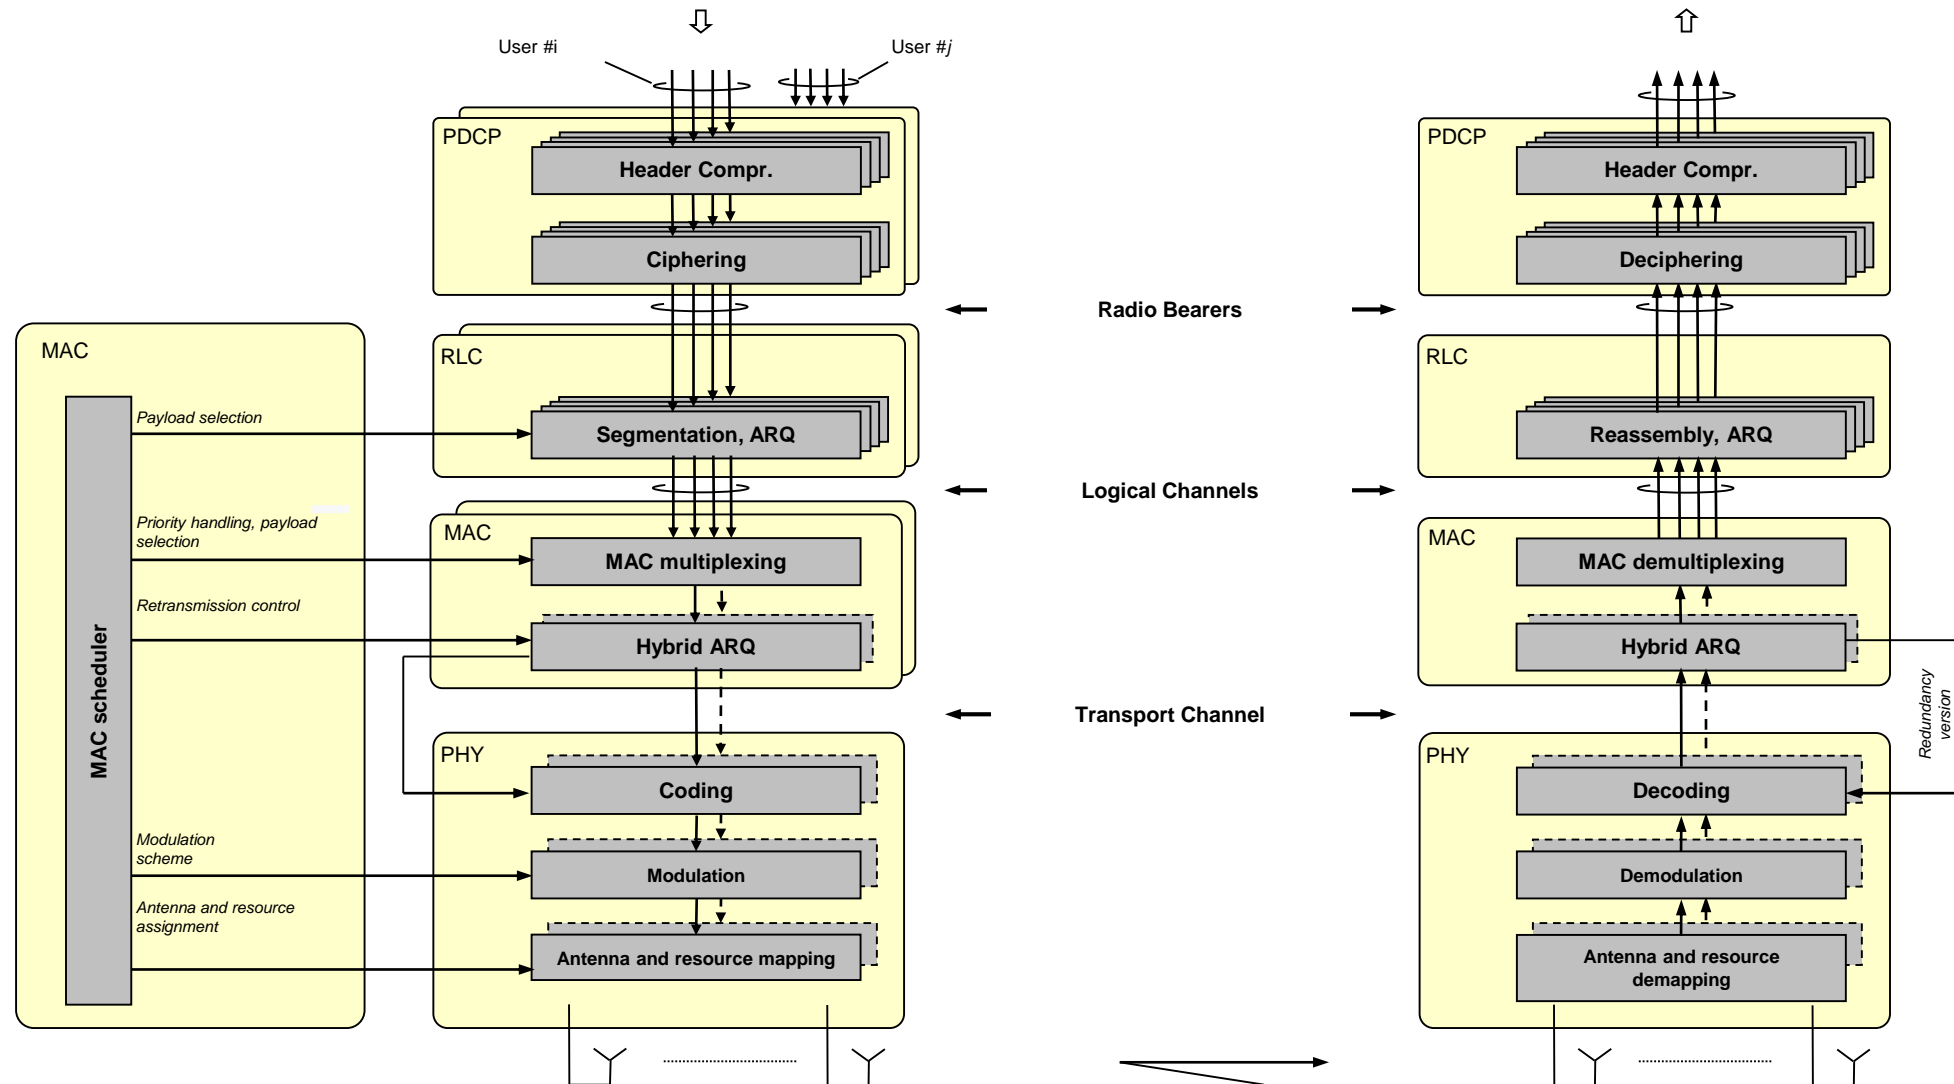 User #i
User #j
PDCP
Header Compr.
Ciphering
PDCP
Header Compr.
Deciphering
Radio Bearers
MAC
MAC scheduler
Payload selection
Priority handling, payload
selection
Retransmission control
Modulation
scheme
Antenna and resource
assignment
RLC
Segmentation, ARQ
RLC
Reassembly, ARQ
Logical Channels
MAC
MAC multiplexing
Hybrid ARQ
MAC
MAC demultiplexing
Hybrid ARQ
Redundancy
version
Transport Channel
PHY
Coding
Modulation
Antenna and resource mapping
PHY
Decoding
Demodulation
Antenna and resource
demapping